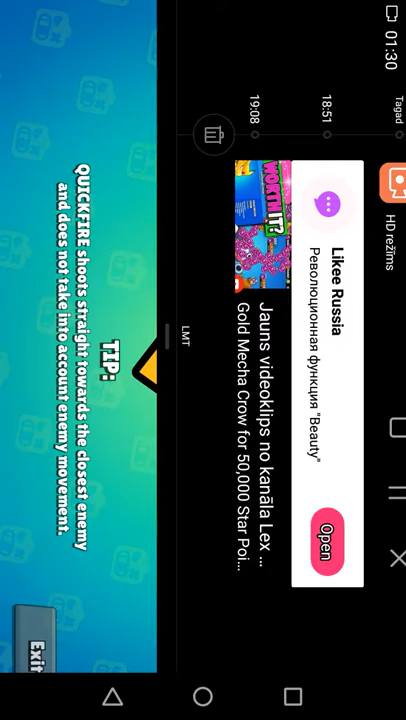 01:30
Tagad
HD režīms
18:51
Likee Russia
Революционная функция "Beauty"
Open
19:08
WORTH IT?
Jauns videoklips no kanāla Lex ...
Gold Mecha Crow for 50,000 Star Poi...
LMT
TIP:
QUICKFIRE shoots straight towards the closest enemy
and does not take into account enemy movement.
Exit